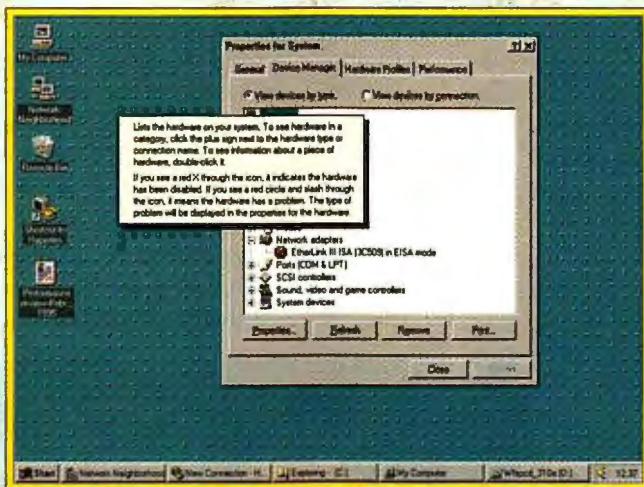 My Computer
Network
Neighborhood
Recycle Bin
Shortcut to
Properties for System
General Device Manager Hardware Profiles Performance
View devices by type. View devices by connection.
Lists the hardware on your system. To see hardware in a
category, click the plus sign next to the hardware type or
connection name. To see information about a piece of
hardware, double-click it.
If you see a red X through the icon, it indicates the hardware
has been disabled. If you see a red circle and slash through
the icon, it means the hardware has a problem. The type of
problem will be displayed in the properties for the hardware.
Network adapters
EtherLink III ISA (3C509) in EISA mode
Ports (COM & LPT)
SCSI controllers
Sound, video and game controllers
System devices
Properties... Refresh Remove Print...
Close
Start Network Neighborhood New Connection - H... Exploring - (C:) My Computer 12:37